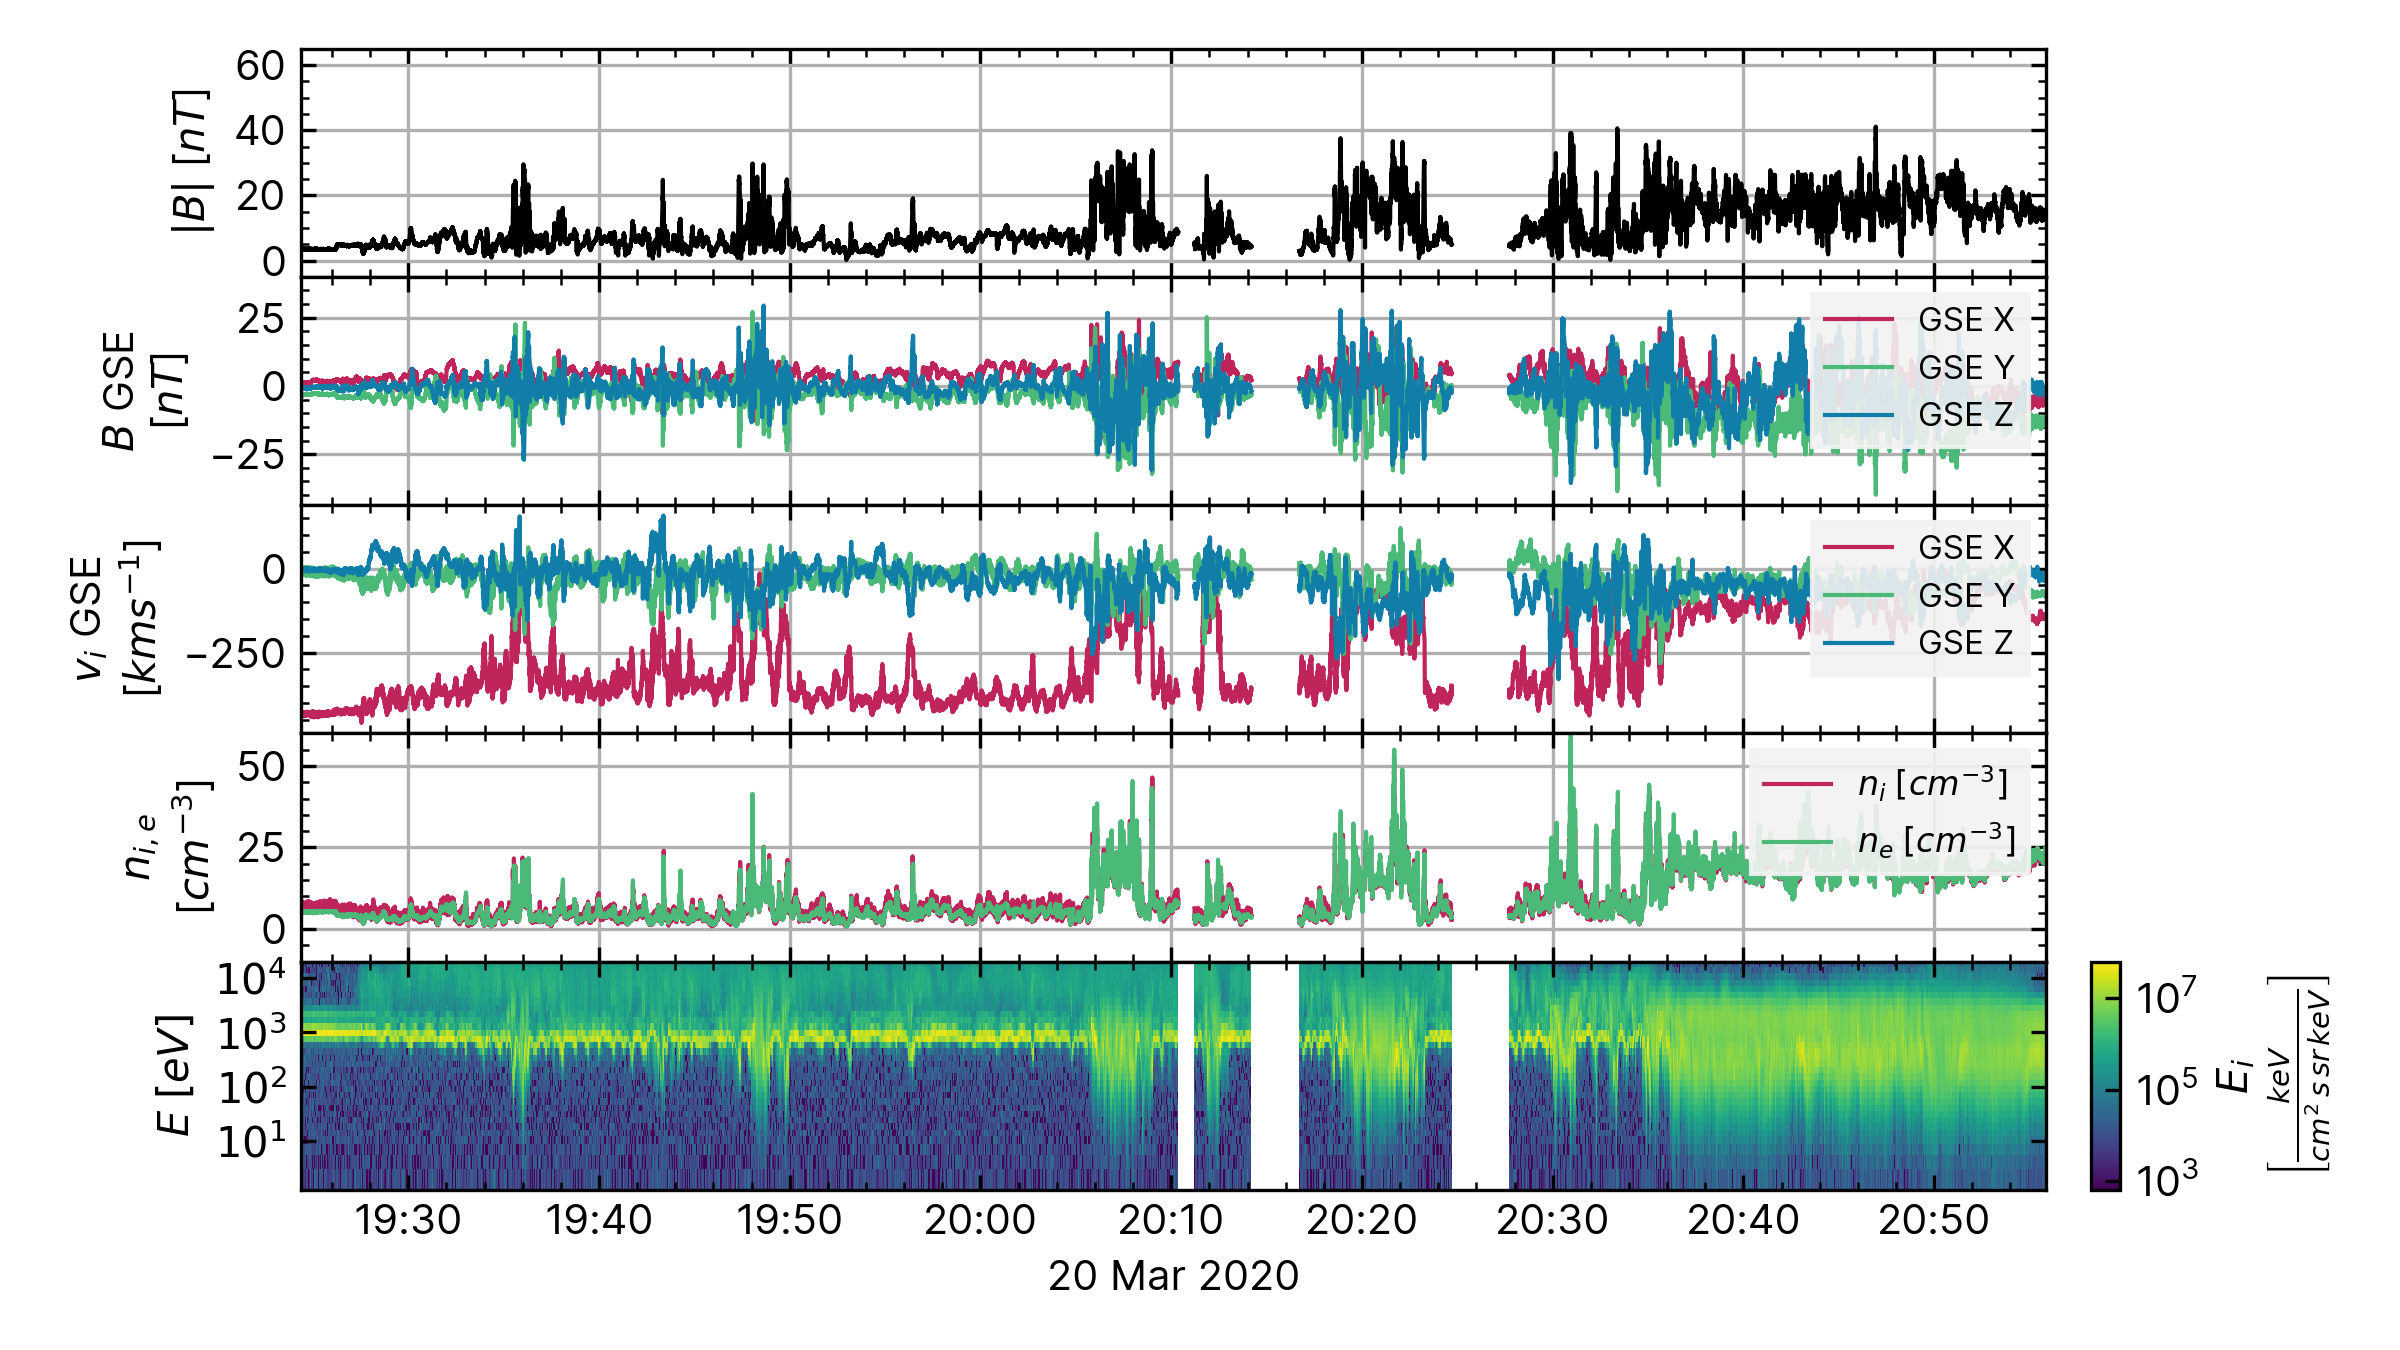 60
40
20
0
|B| [nT]
25
0
−25
B GSE
[nT]
GSE X
GSE Y
GSE Z
0
−250
v_i GSE
[kms^{−1}]
GSE X
GSE Y
GSE Z
50
25
0
n_{i, e}
[cm^{−3}]
n_i [cm^{−3}]
n_e [cm^{−3}]
10^4
10^3
10^2
10^1
E [eV]
19:30 19:40 19:50 20:00 20:10 20:20 20:30 20:40 20:50
20 Mar 2020
10^7
10^5
10^3
E_i
[keV / cm^2 s sr keV]